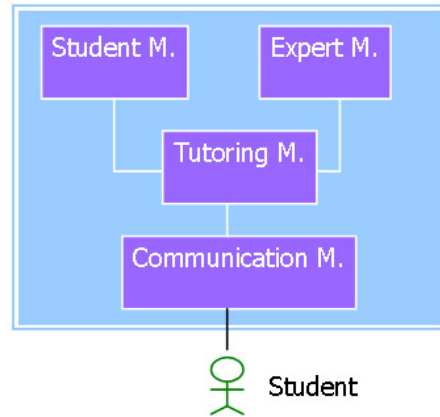 Student M.
Expert M.
Tutoring M.
Communication M.
Student